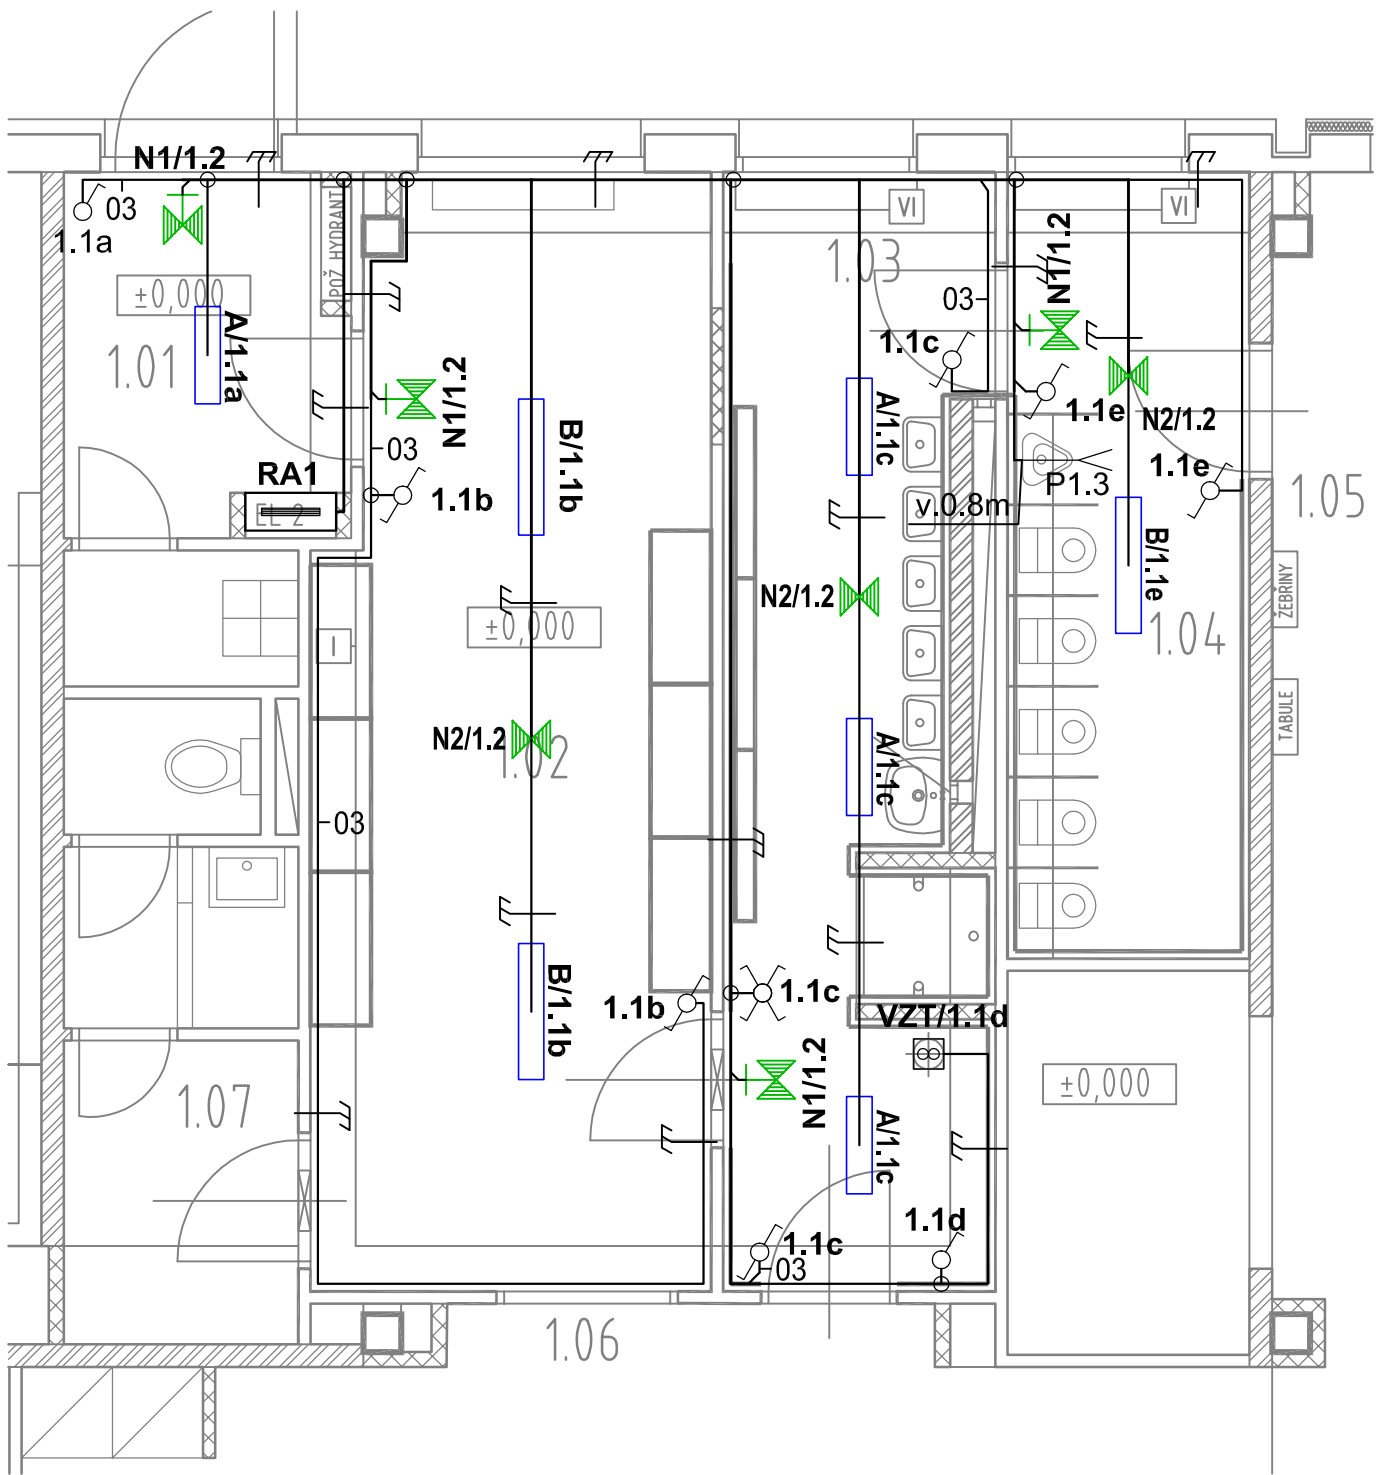 N1/1.2
03
1.1a
POŽ HYDRANT
±0,000
A/1.1a
1.01
RA1
EL 2
N1/1.2
03
1.1b
B/1.1b
±0,000
N2/1.2
1.02
I
03
B/1.1b
1.1b
1.07
1.06
VI
1.03
03
1.1c
A/1.1c
v.0.8m
N2/1.2
A/1.1c
1.1c
VZT/1.1d
N1/1.2
A/1.1c
1.1c
03
1.1d
VI
N1/1.2
1.1e
N2/1.2
1.1e
P1.3
B/1.1e
1.04
1.05
ŽEBRINY
TABULE
±0,000